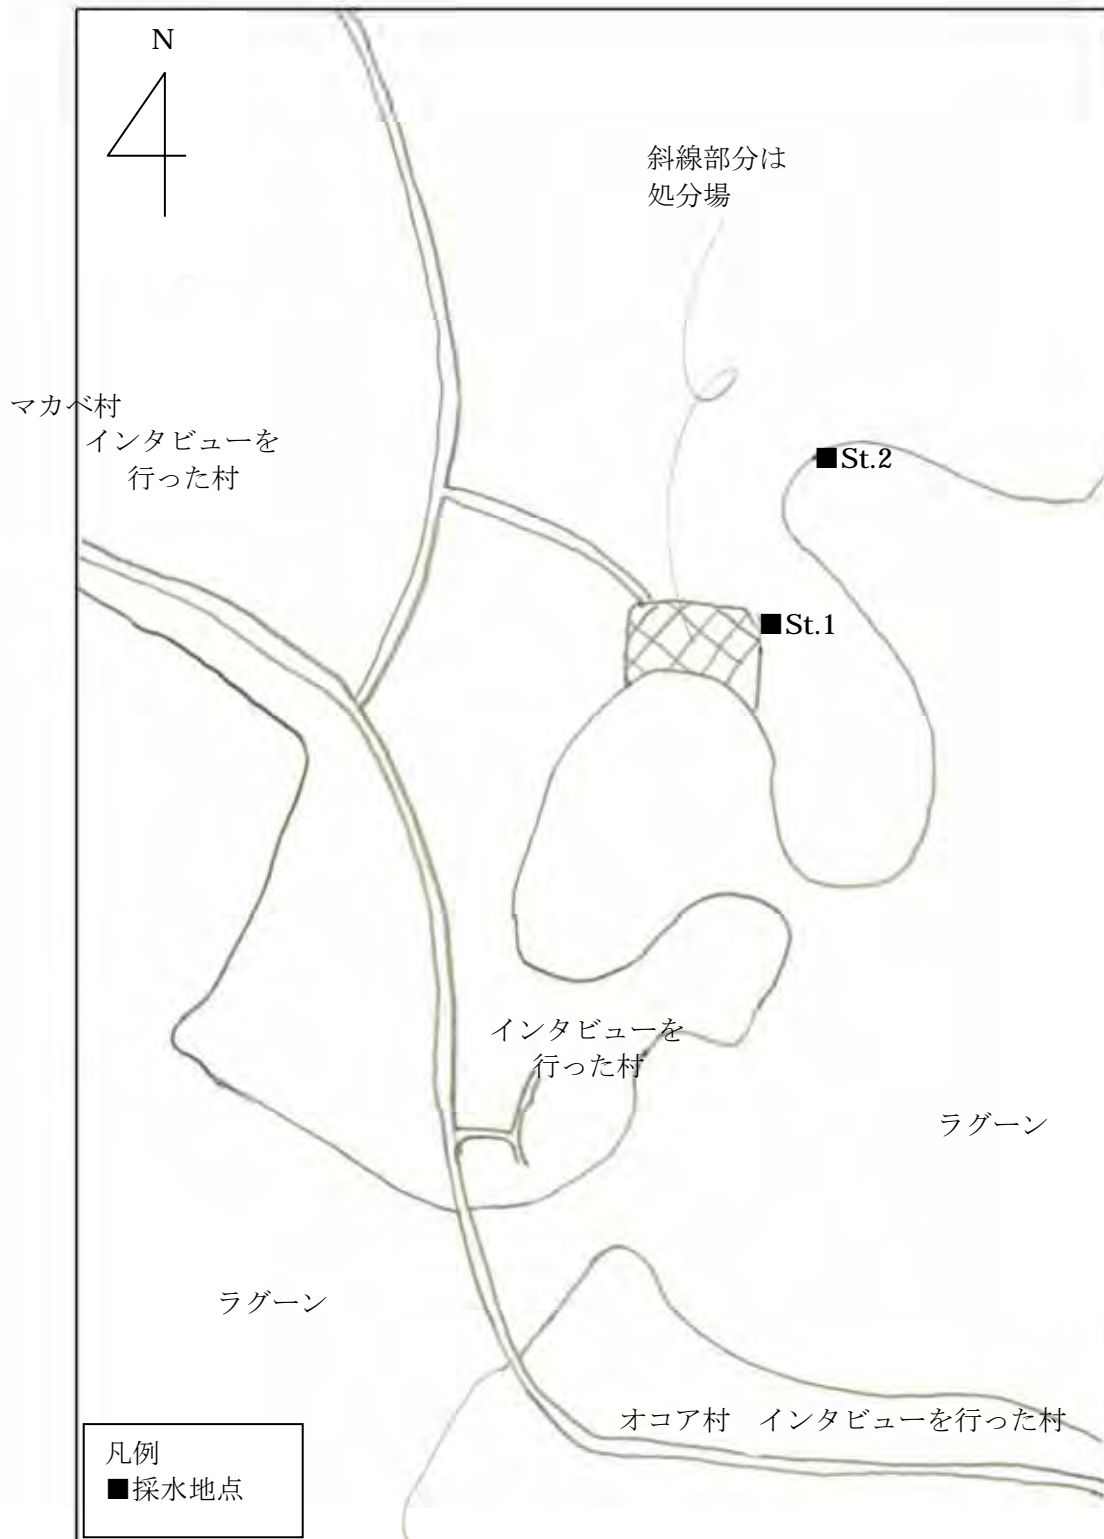 N
斜線部分は
処分場
マカベ村
インタビューを
行った村
■St.2
■St.1
インタビューを
行った村
ラグーン
ラグーン
オコア村 インタビューを行った村
凡例
■採水地点